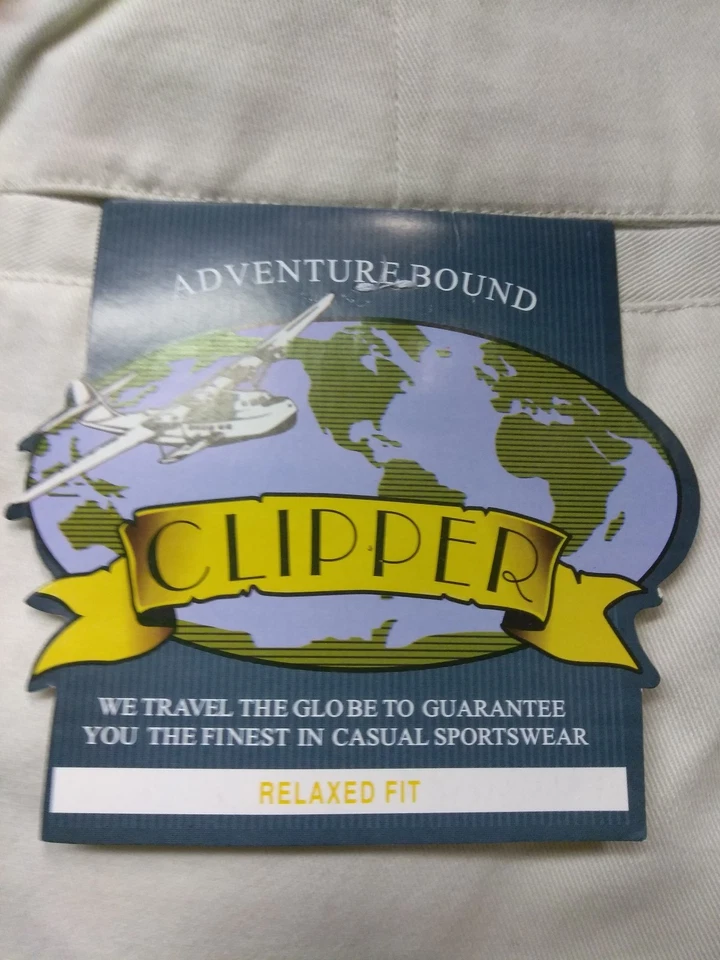 ADVENTURE BOUND
CLIPPER
WE TRAVEL THE GLOBE TO GUARANTEE
YOU THE FINEST IN CASUAL SPORTSWEAR
RELAXED FIT